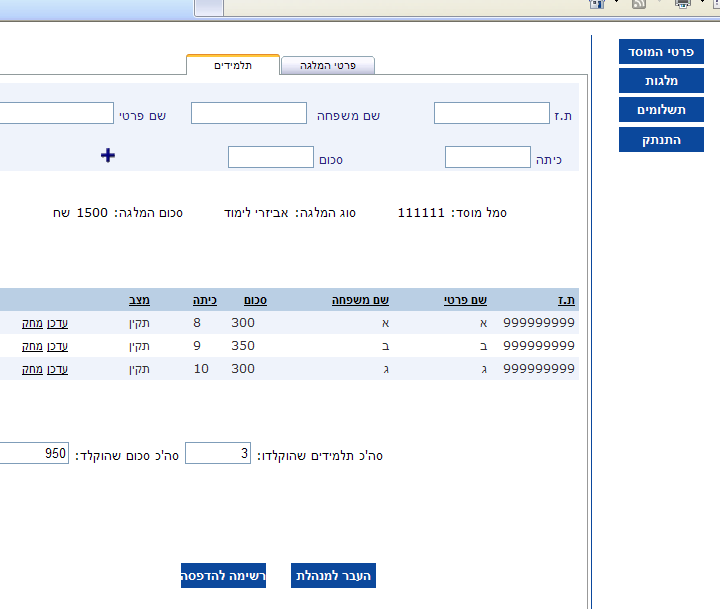 פרטי המוסד
מלגות
תשלומים
התנתק
פרטי המלגה
תלמידים
ת.ז שם משפחה שם פרטי
כיתה סכום
סמל מוסד: 111111 סוג המלגה: אביזרי לימוד סכום המלגה: 1500 שח
ת.ז שם פרטי שם משפחה סכום כיתה מצב
999999999 א א 300 8 תקין עדכן מחק
999999999 ב ב 350 9 תקין עדכן מחק
999999999 ג ג 300 10 תקין עדכן מחק
סה'כ תלמידים שהוקלדו: 3 סה'כ סכום שהוקלד: 950
העבר למנהלת רשימה להדפסה